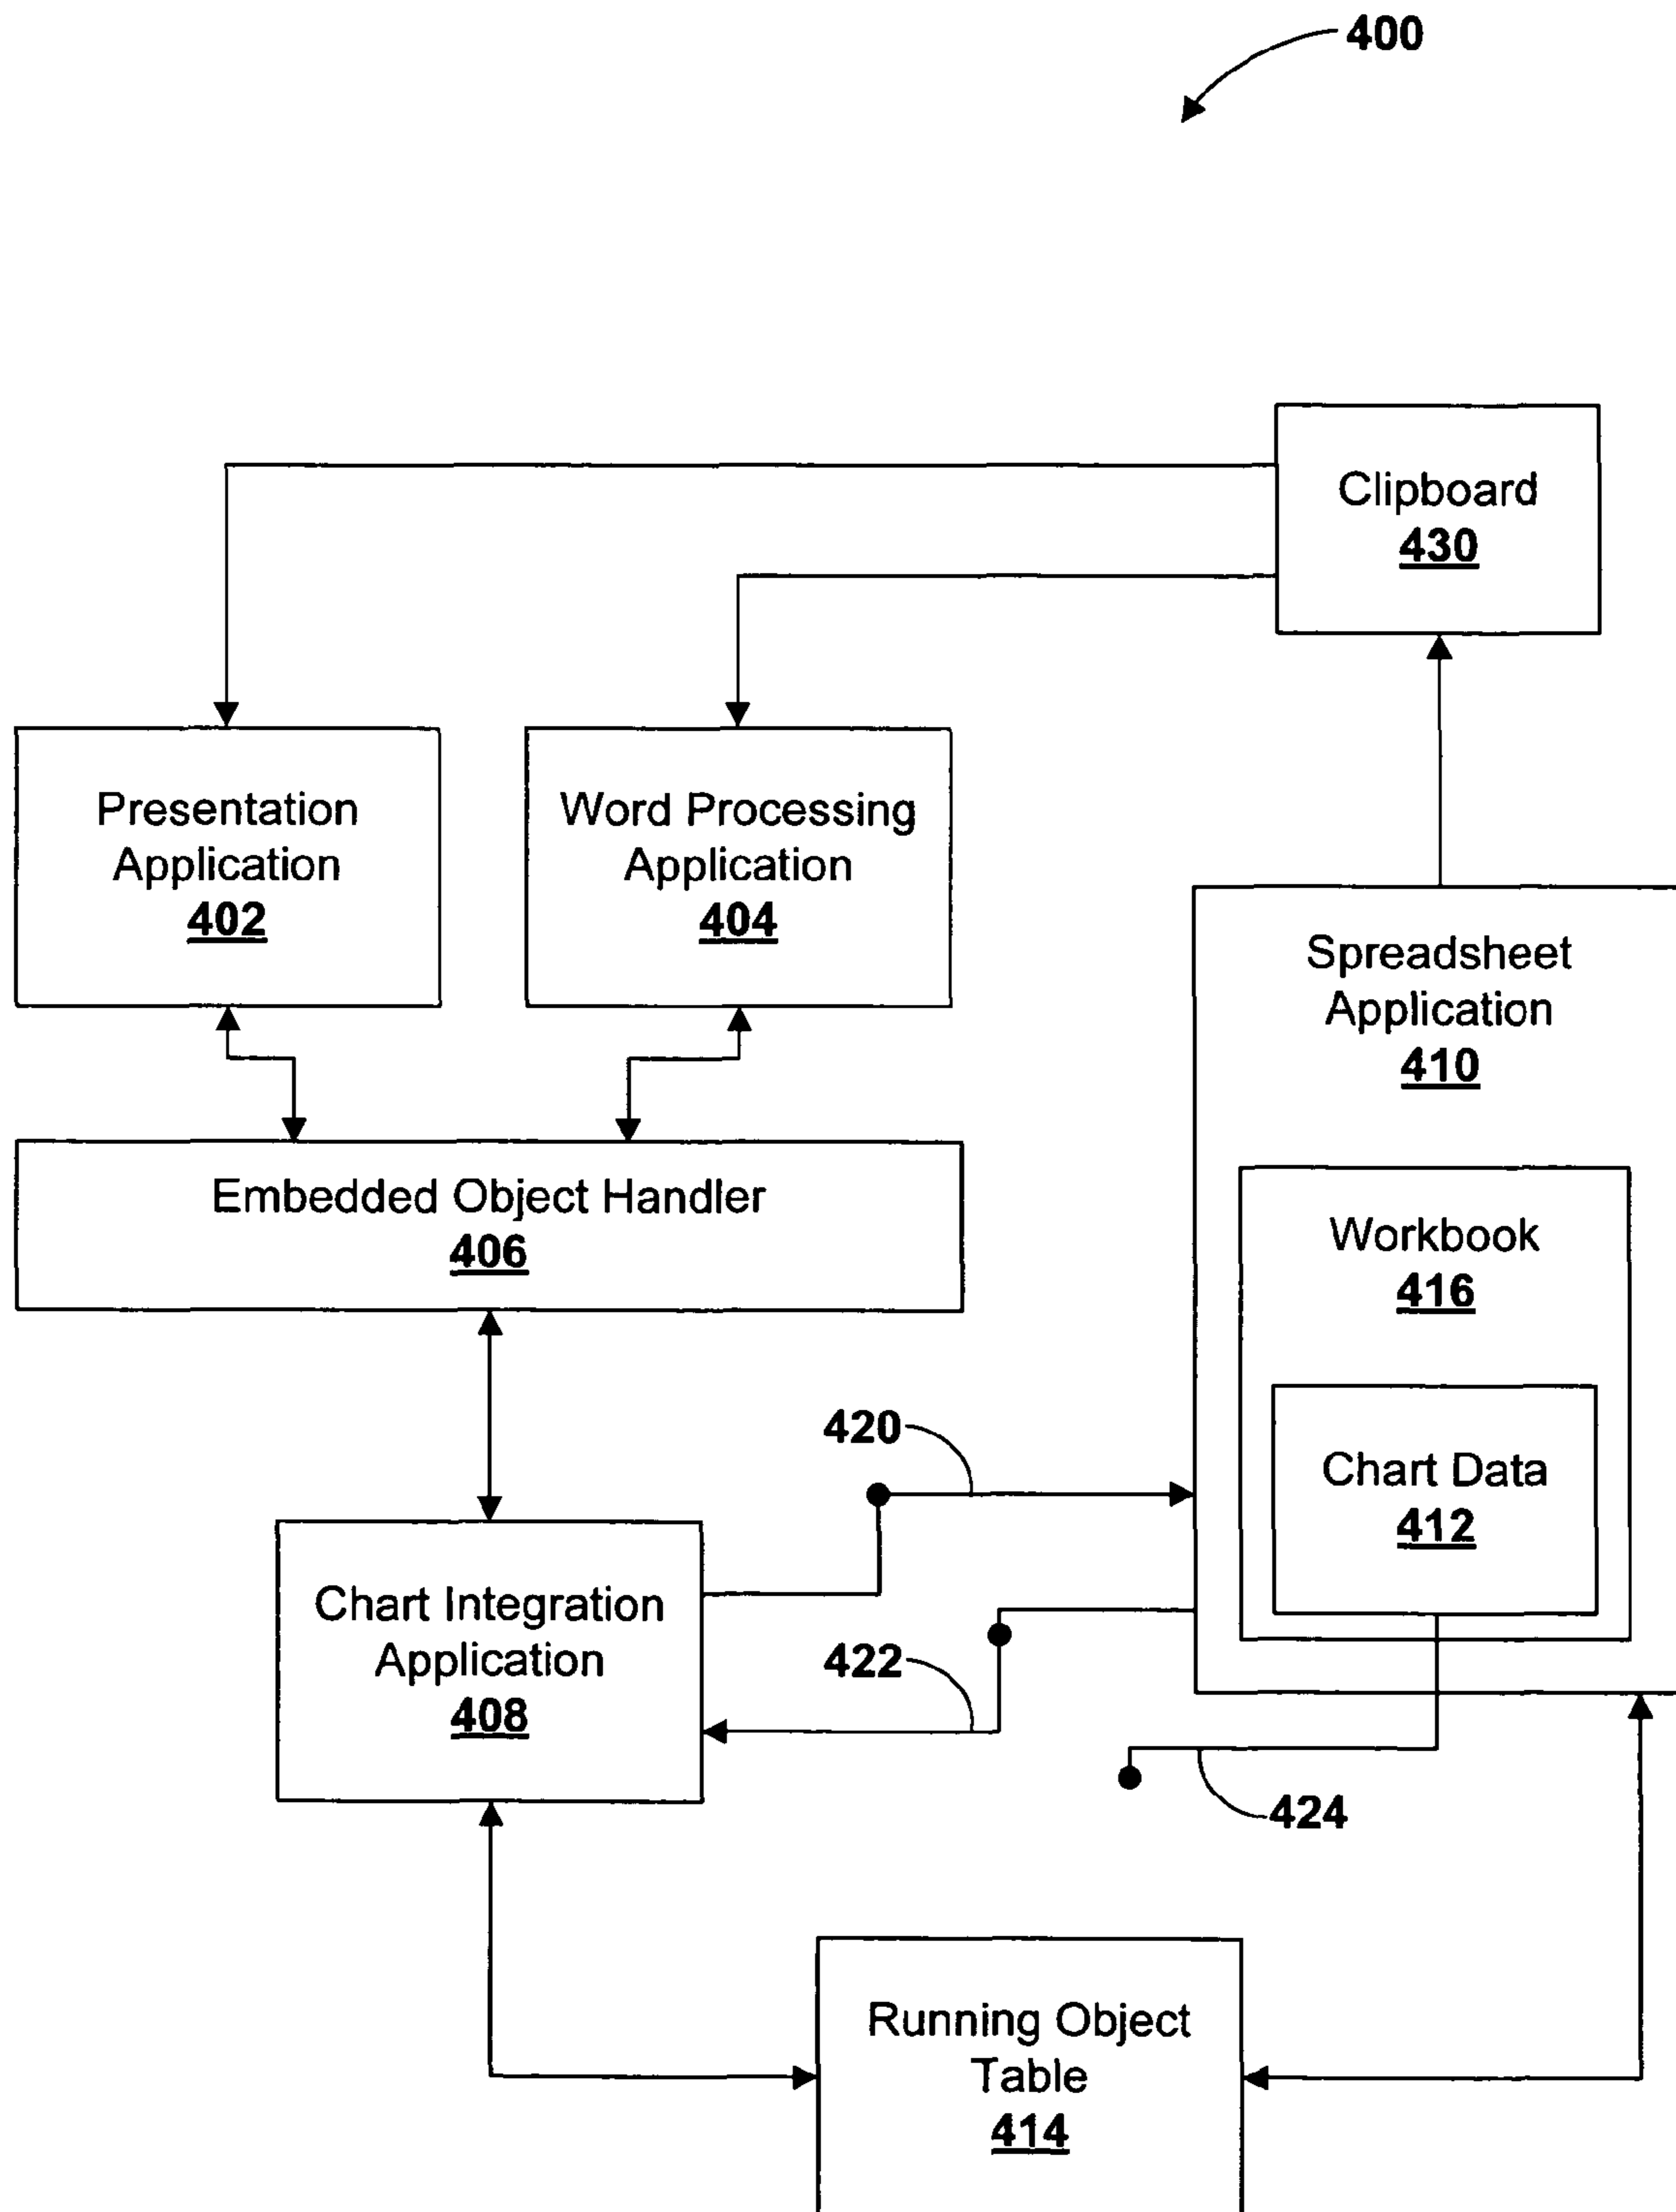 400
Clipboard
430
Presentation
Application
402
Word Processing
Application
404
Spreadsheet
Application
410
Embedded Object Handler
406
Workbook
416
420
Chart Data
412
Chart Integration
Application
408
422
424
Running Object
Table
414